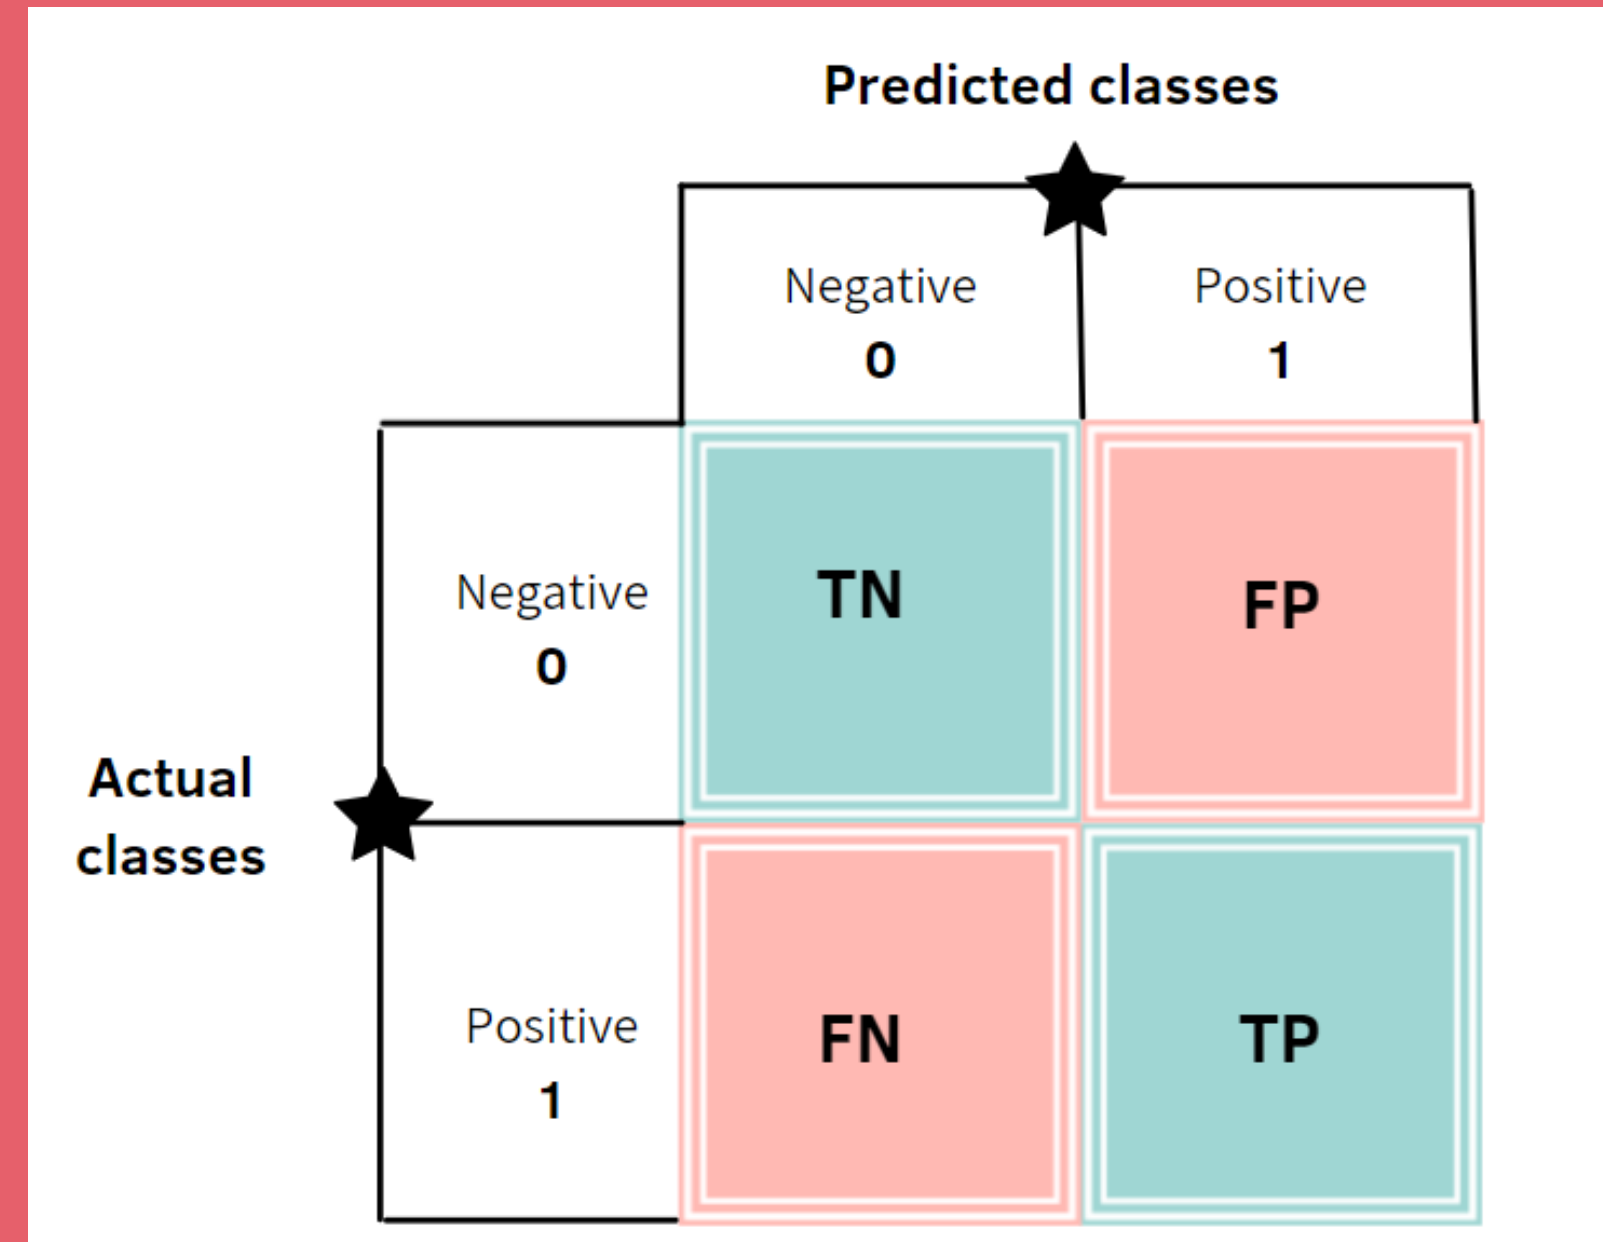 Predicted classes
Negative
0
Positive
1
Actual
classes
Negative
0
TN
FP
Positive
1
FN
TP